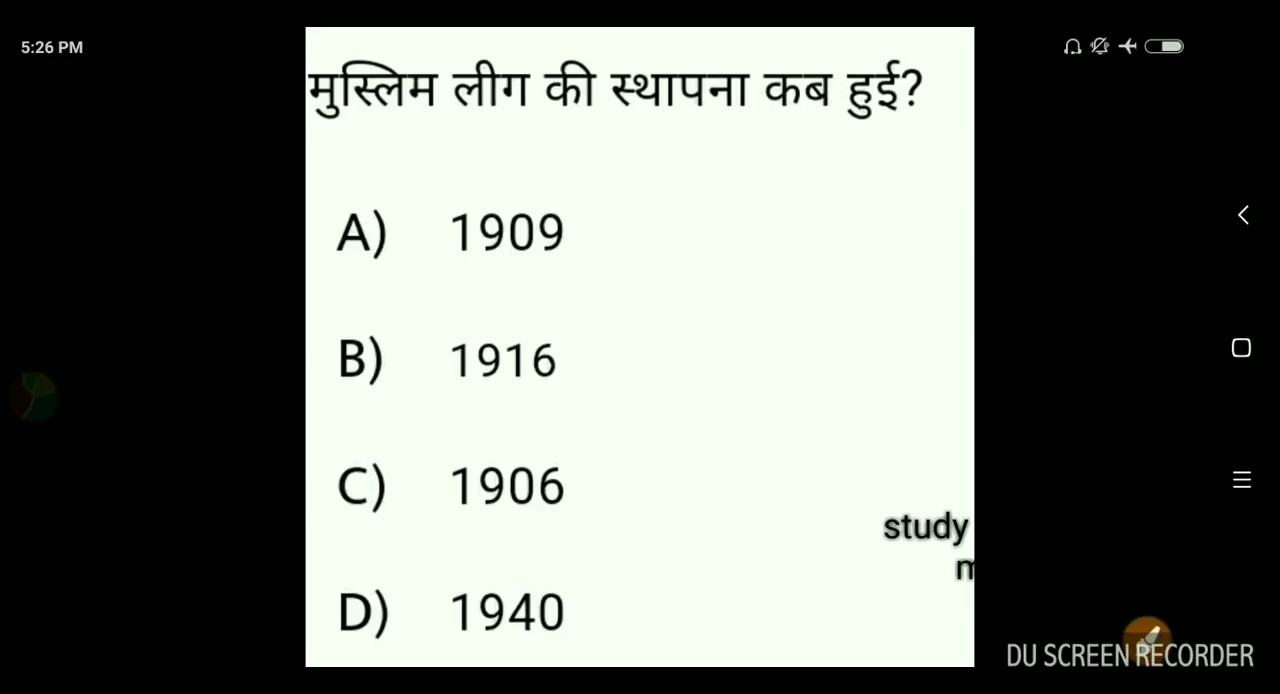 5:26 PM
मुस्लिम लीग की स्थापना कब हुई?
A) 1909
B) 1916
C) 1906
study
D) 1940
DU SCREEN RECORDER